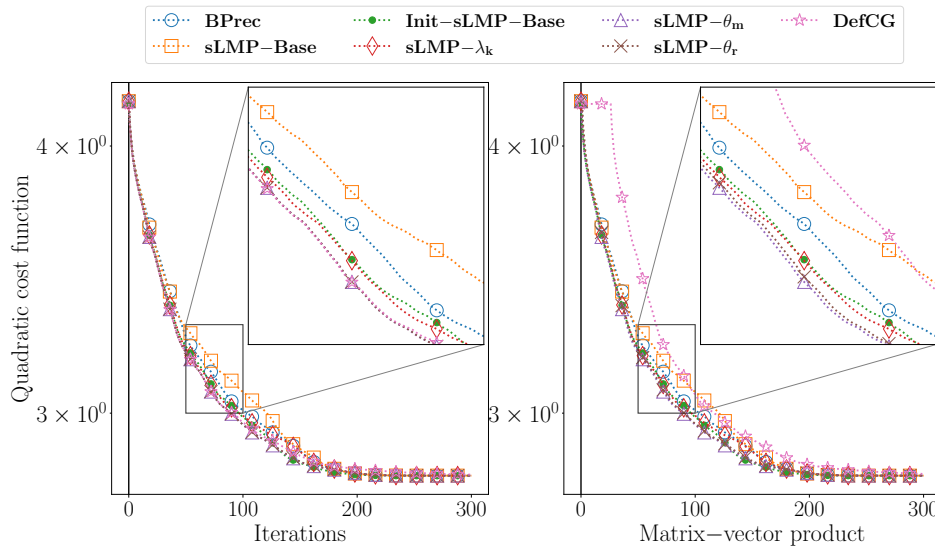 BPrec
sLMP−Base
Init−sLMP−Base
sLMP−λk
sLMP−θm
sLMP−θr
DefCG
Quadratic cost function
4 × 10⁰
3 × 10⁰
0 100 200 300
Iterations
4 × 10⁰
3 × 10⁰
0 100 200 300
Matrix−vector product